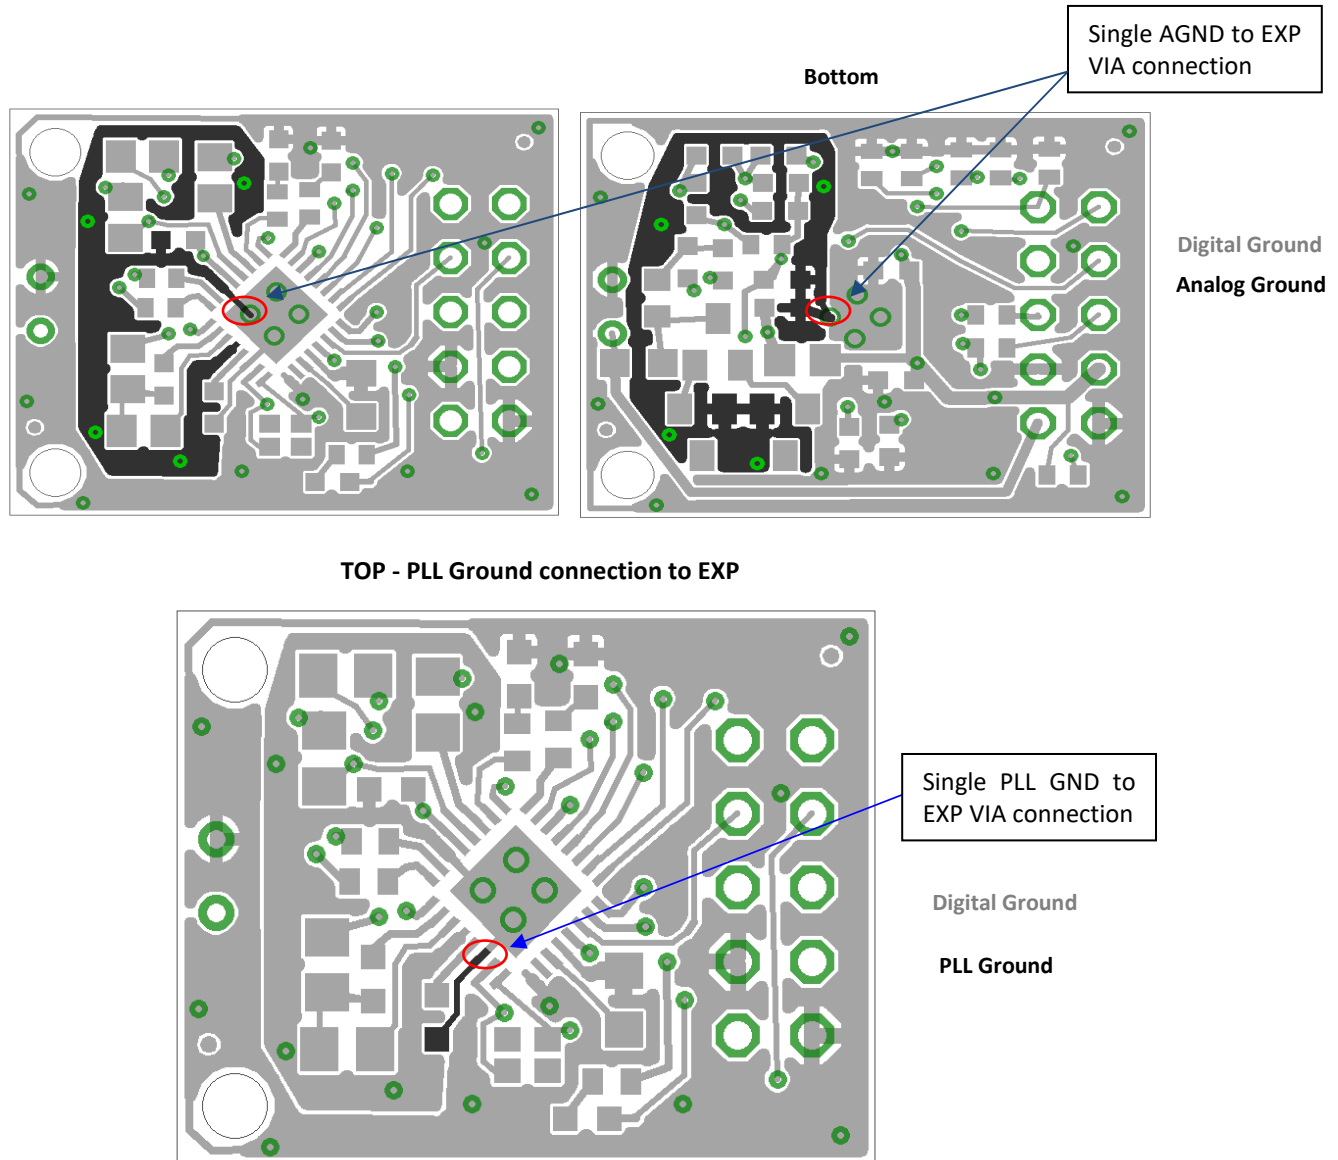 Single AGND to EXP
VIA connection
Bottom
Digital Ground
Analog Ground
TOP - PLL Ground connection to EXP
Single PLL GND to
EXP VIA connection
Digital Ground
PLL Ground